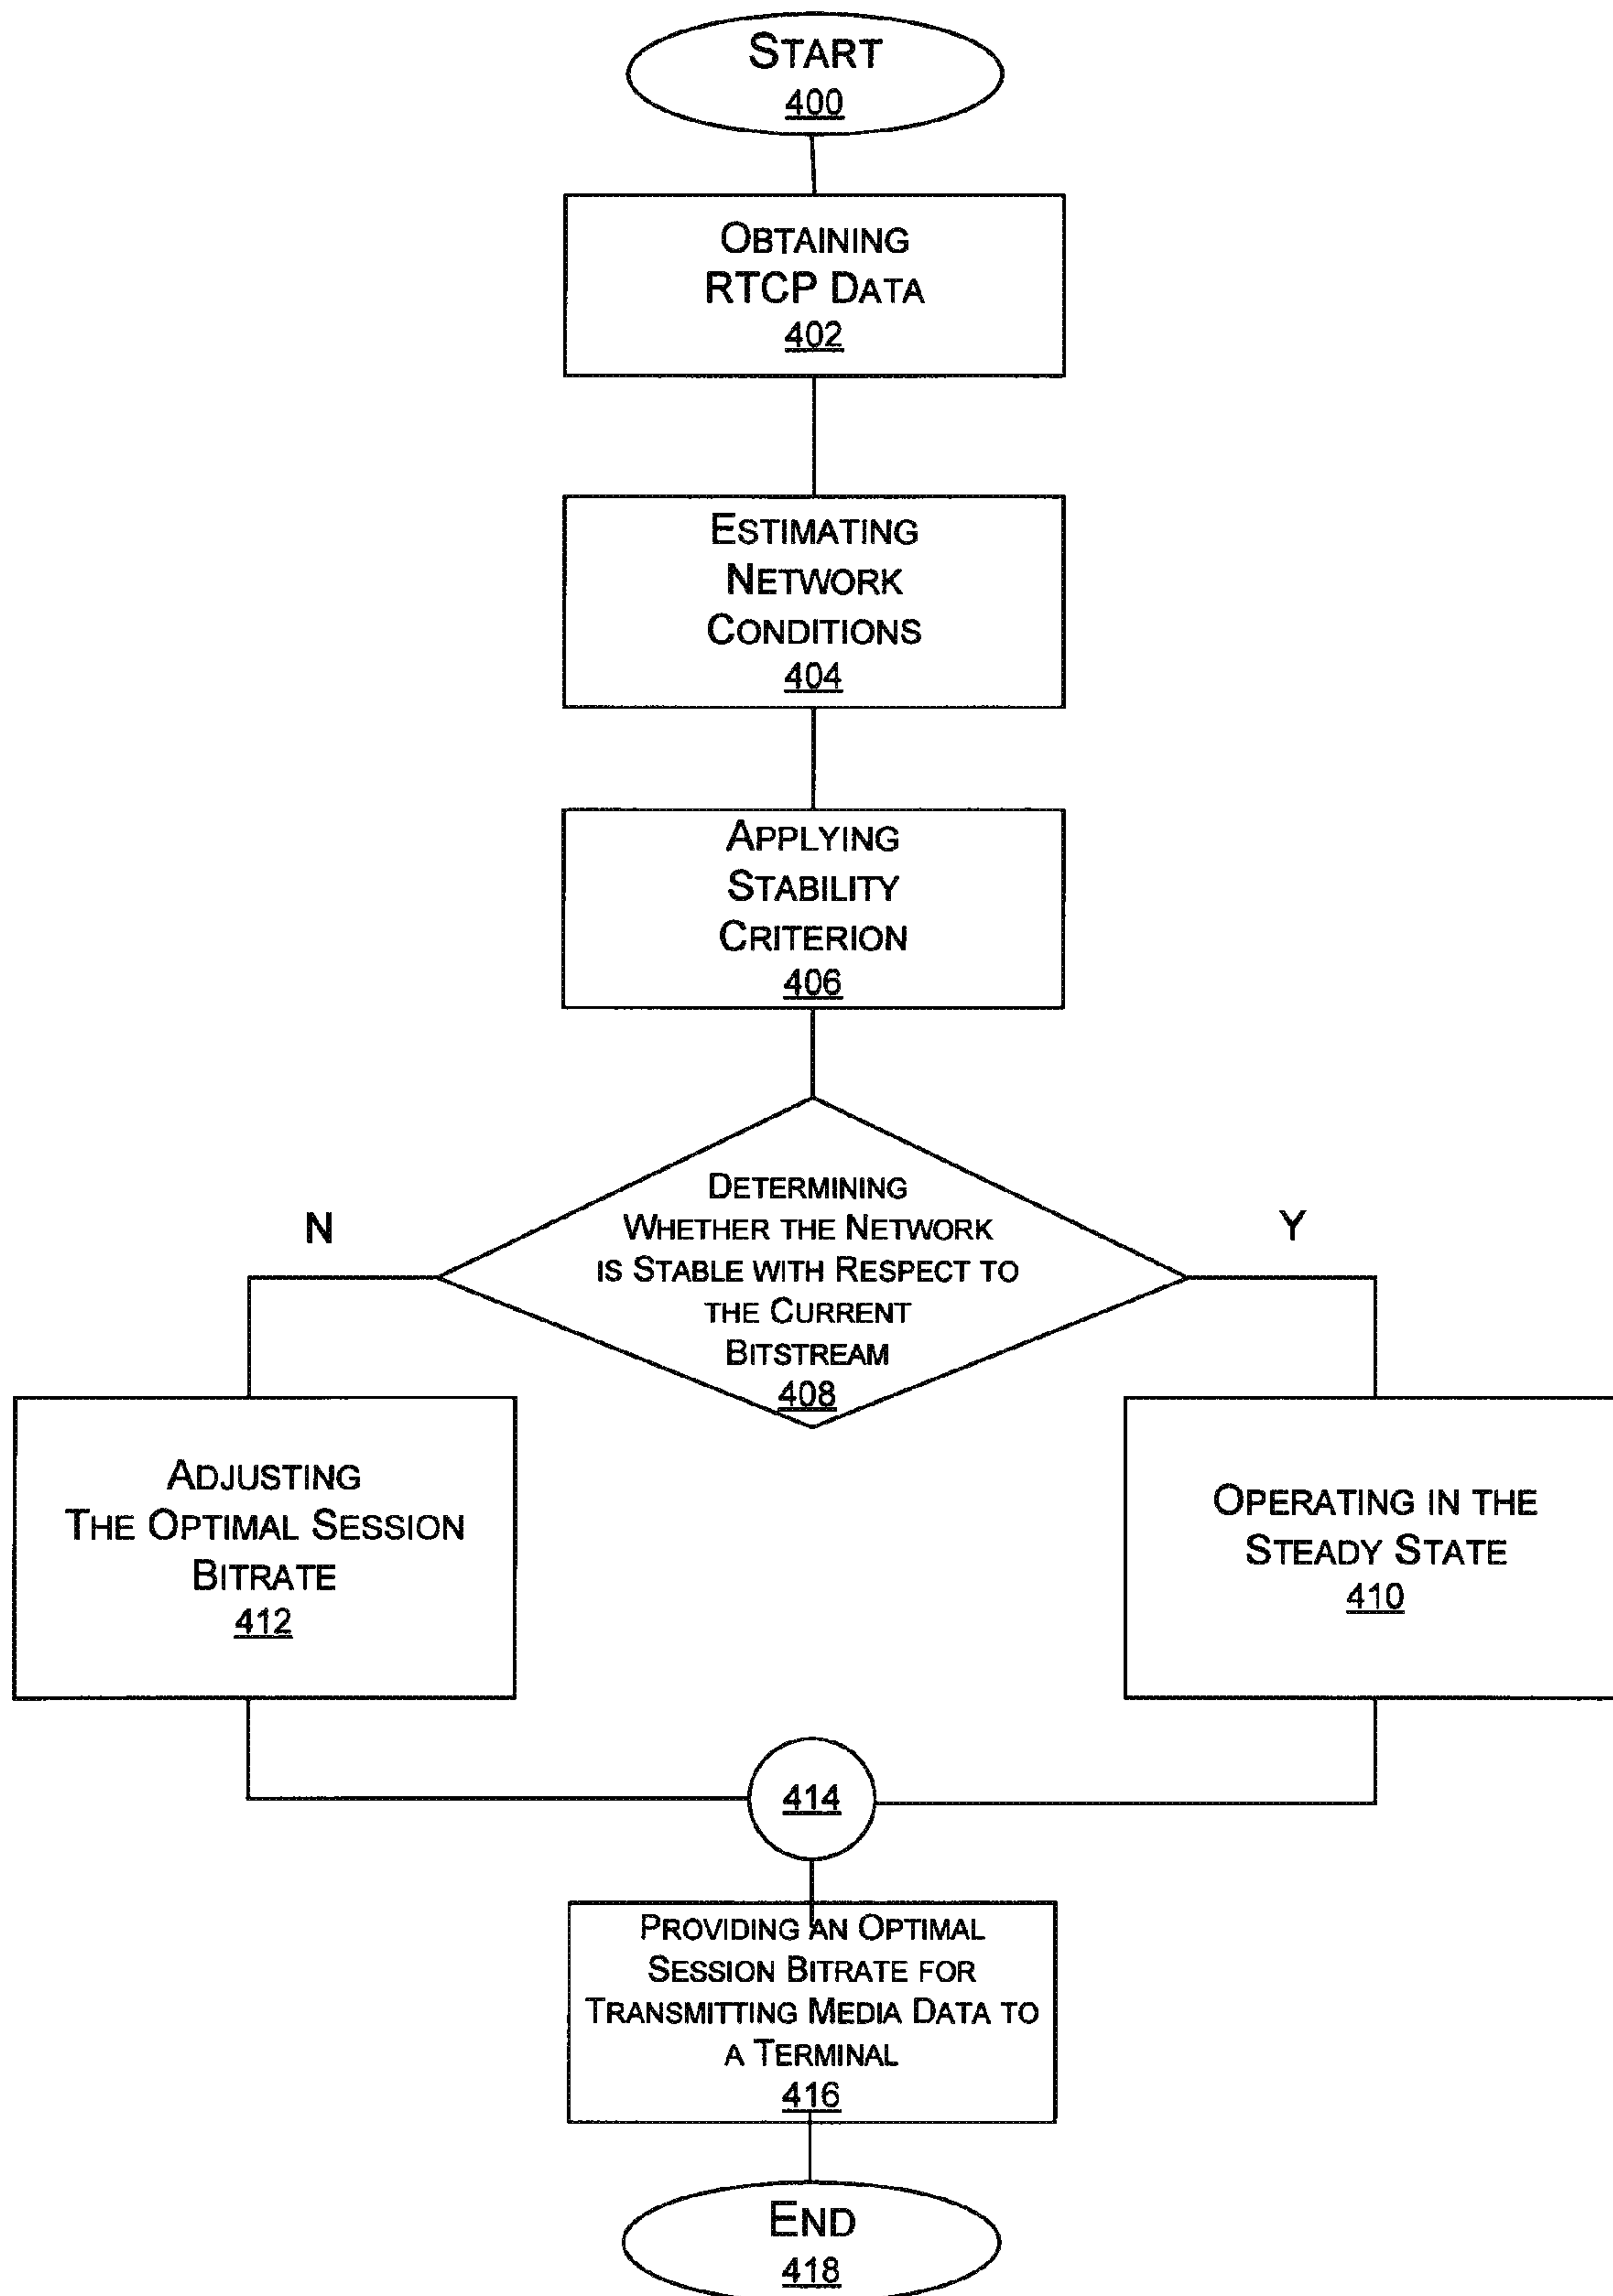 START
400
OBTAINING
RTCP DATA
402
ESTIMATING
NETWORK
CONDITIONS
404
APPLYING
STABILITY
CRITERION
406
DETERMINING
WHETHER THE NETWORK
IS STABLE WITH RESPECT TO
THE CURRENT
BITSTREAM
408
N
Y
ADJUSTING
THE OPTIMAL SESSION
BITRATE
412
OPERATING IN THE
STEADY STATE
410
414
PROVIDING AN OPTIMAL
SESSION BITRATE FOR
TRANSMITTING MEDIA DATA TO
A TERMINAL
416
END
418